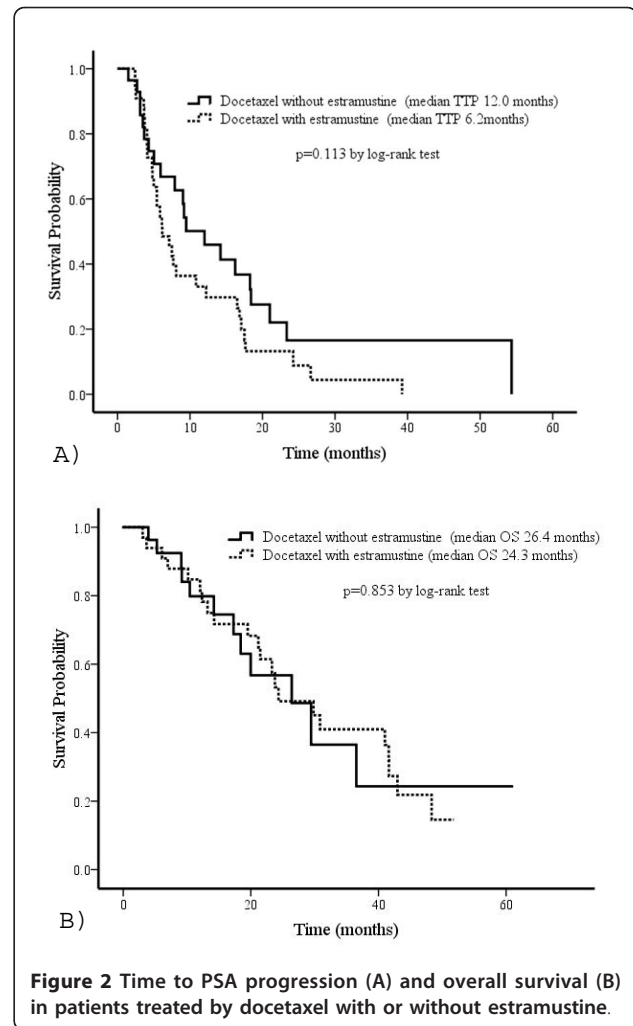 1.0
0.8
0.6
0.4
0.2
0.0
Survival Probability
Docetaxel without estramustine (median TTP 12.0 months)
Docetaxel with estramustine (median TTP 6.2months)
p=0.113 by log-rank test
0 10 20 30 40 50 60
Time (months)
A)
1.0
0.8
0.6
0.4
0.2
0.0
Survival Probability
Docetaxel without estramustine (median OS 26.4 months)
Docetaxel with estramustine (median OS 24.3 months)
p=0.853 by log-rank test
0 20 40 60
Time (months)
B)
Figure 2 Time to PSA progression (A) and overall survival (B)
in patients treated by docetaxel with or without estramustine.